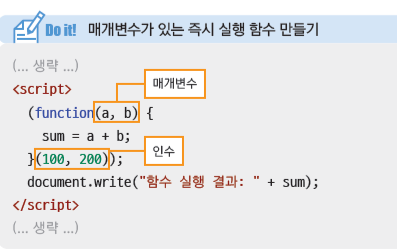 Do it! 매개변수가 있는 즉시 실행 함수 만들기
(... 생략 ...)
<script>
(function(a, b) {
매개변수
sum = a + b;
}(100, 200));
인수
document.write("함수 실행 결과: " + sum);
</script>
(... 생략 ...)